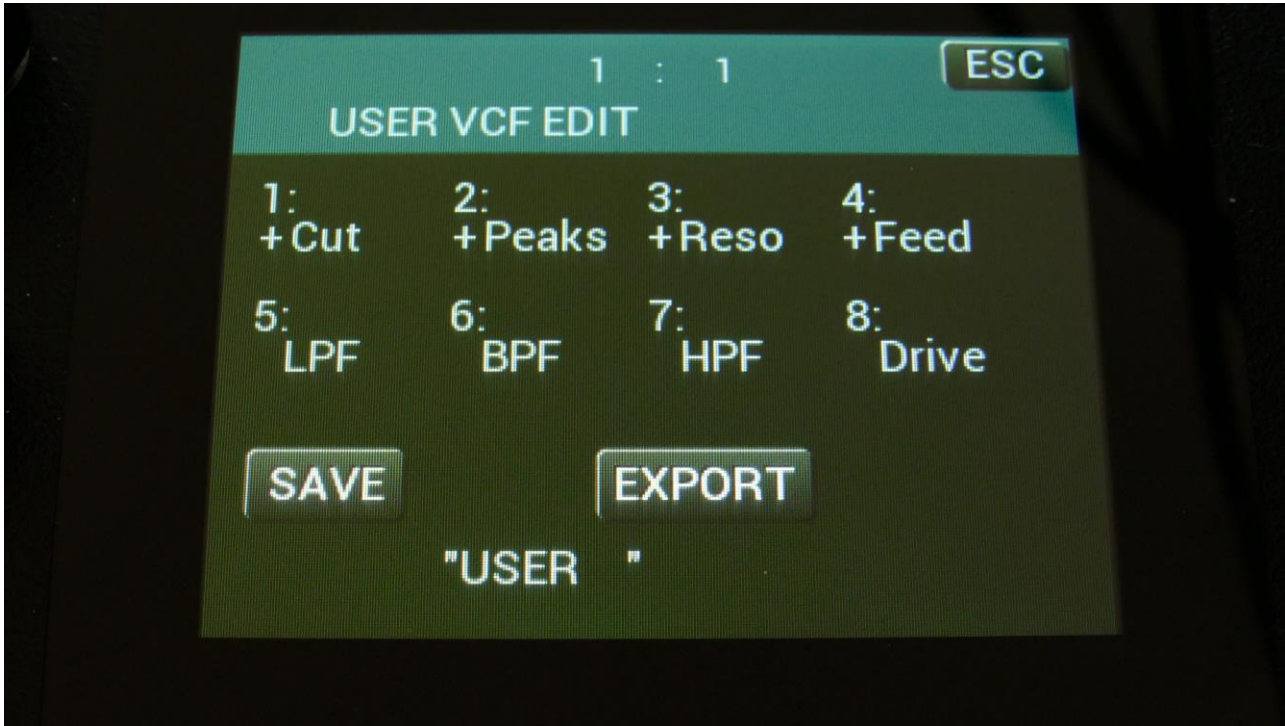 1 : 1 ESC
USER VCF EDIT
1: 2: 3: 4:
+Cut +Peaks +Reso +Feed
5: 6: 7: 8:
LPF BPF HPF Drive
SAVE EXPORT
"USER "